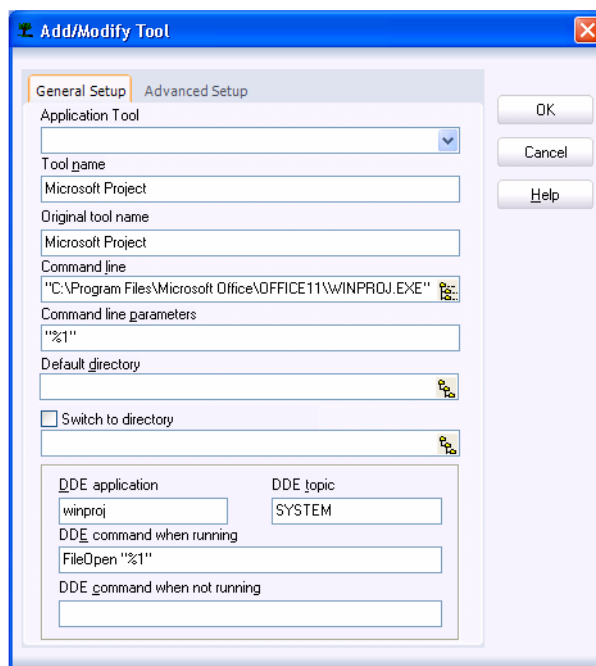 Add/Modify Tool
General Setup Advanced Setup
Application Tool
Tool name
Microsoft Project
Original tool name
Microsoft Project
Command line
"C:\Program Files\Microsoft Office\OFFICE11\WINPROJ.EXE"
Command line parameters
"%1"
Default directory
Switch to directory
DDE application DDE topic
winproj SYSTEM
DDE command when running
FileOpen "%1"
DDE command when not running
OK
Cancel
Help